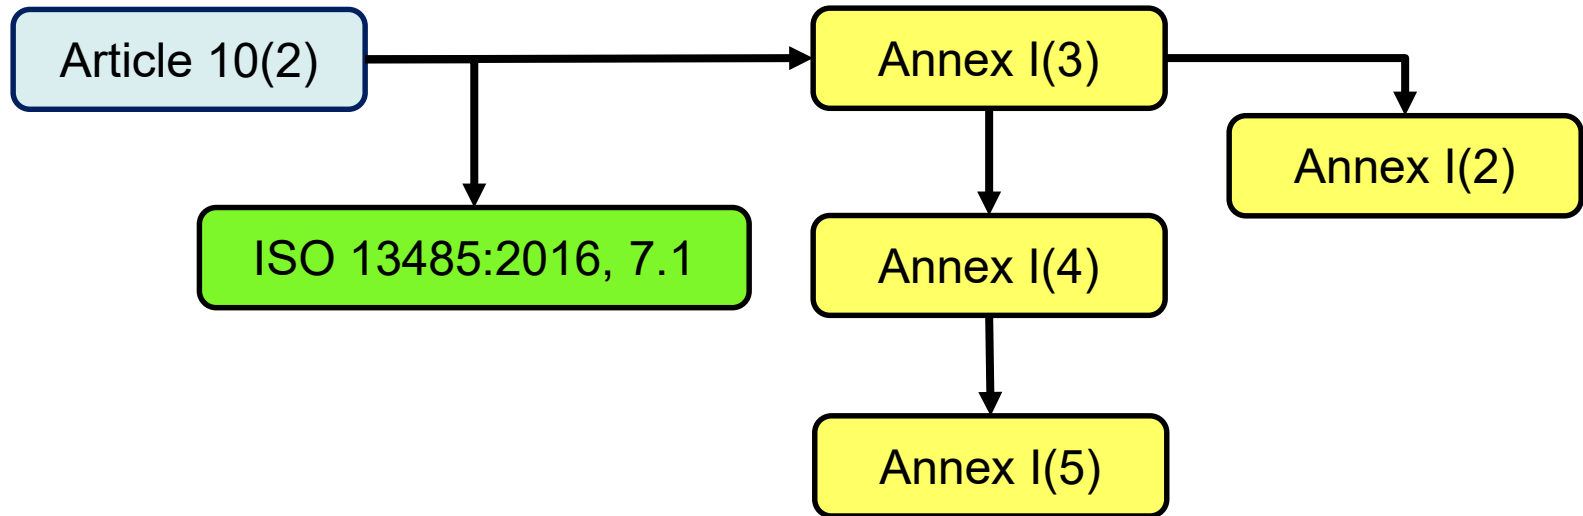 Article 10(2)
Annex I(3)
Annex I(2)
ISO 13485:2016, 7.1
Annex I(4)
Annex I(5)